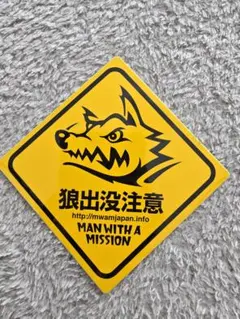 狼出没注意
http://mwamjapan.info
MAN WITH A
MISSION